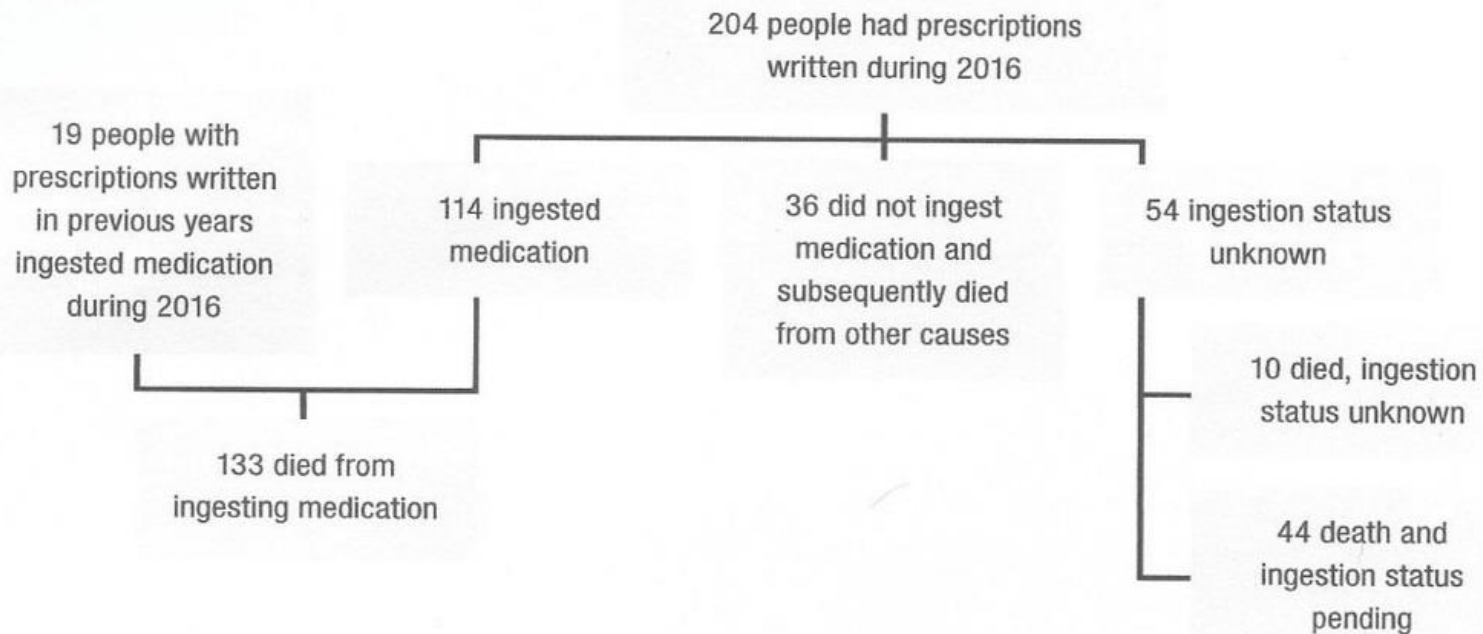 204 people had prescriptions
written during 2016
19 people with
prescriptions written
in previous years
ingested medication
during 2016
114 ingested
medication
36 did not ingest
medication and
subsequently died
from other causes
54 ingestion status
unknown
133 died from
ingesting medication
10 died, ingestion
status unknown
44 death and
ingestion status
pending